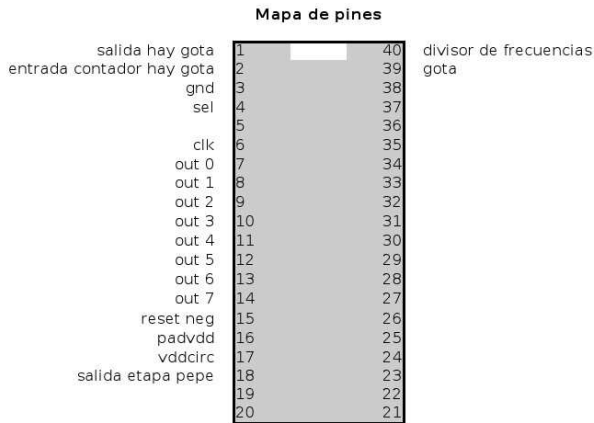 Mapa de pines
salida hay gota 1 40 divisor de frecuencias
entrada contador hay gota 2 39 gota
gnd 3 38
sel 4 37
5 36
clk 6 35
out 0 7 34
out 1 8 33
out 2 9 32
out 3 10 31
out 4 11 30
out 5 12 29
out 6 13 28
out 7 14 27
reset neg 15 26
padvdd 16 25
vddcirc 17 24
salida etapa pepe 18 23
19 22
20 21